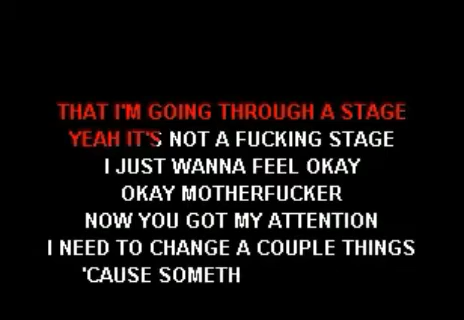 THAT I'M GOING THROUGH A STAGE
YEAH IT'S NOT A FUCKING STAGE
I JUST WANNA FEEL OKAY
OKAY MOTHERFUCKER
NOW YOU GOT MY ATTENTION
I NEED TO CHANGE A COUPLE THINGS
'CAUSE SOMETH